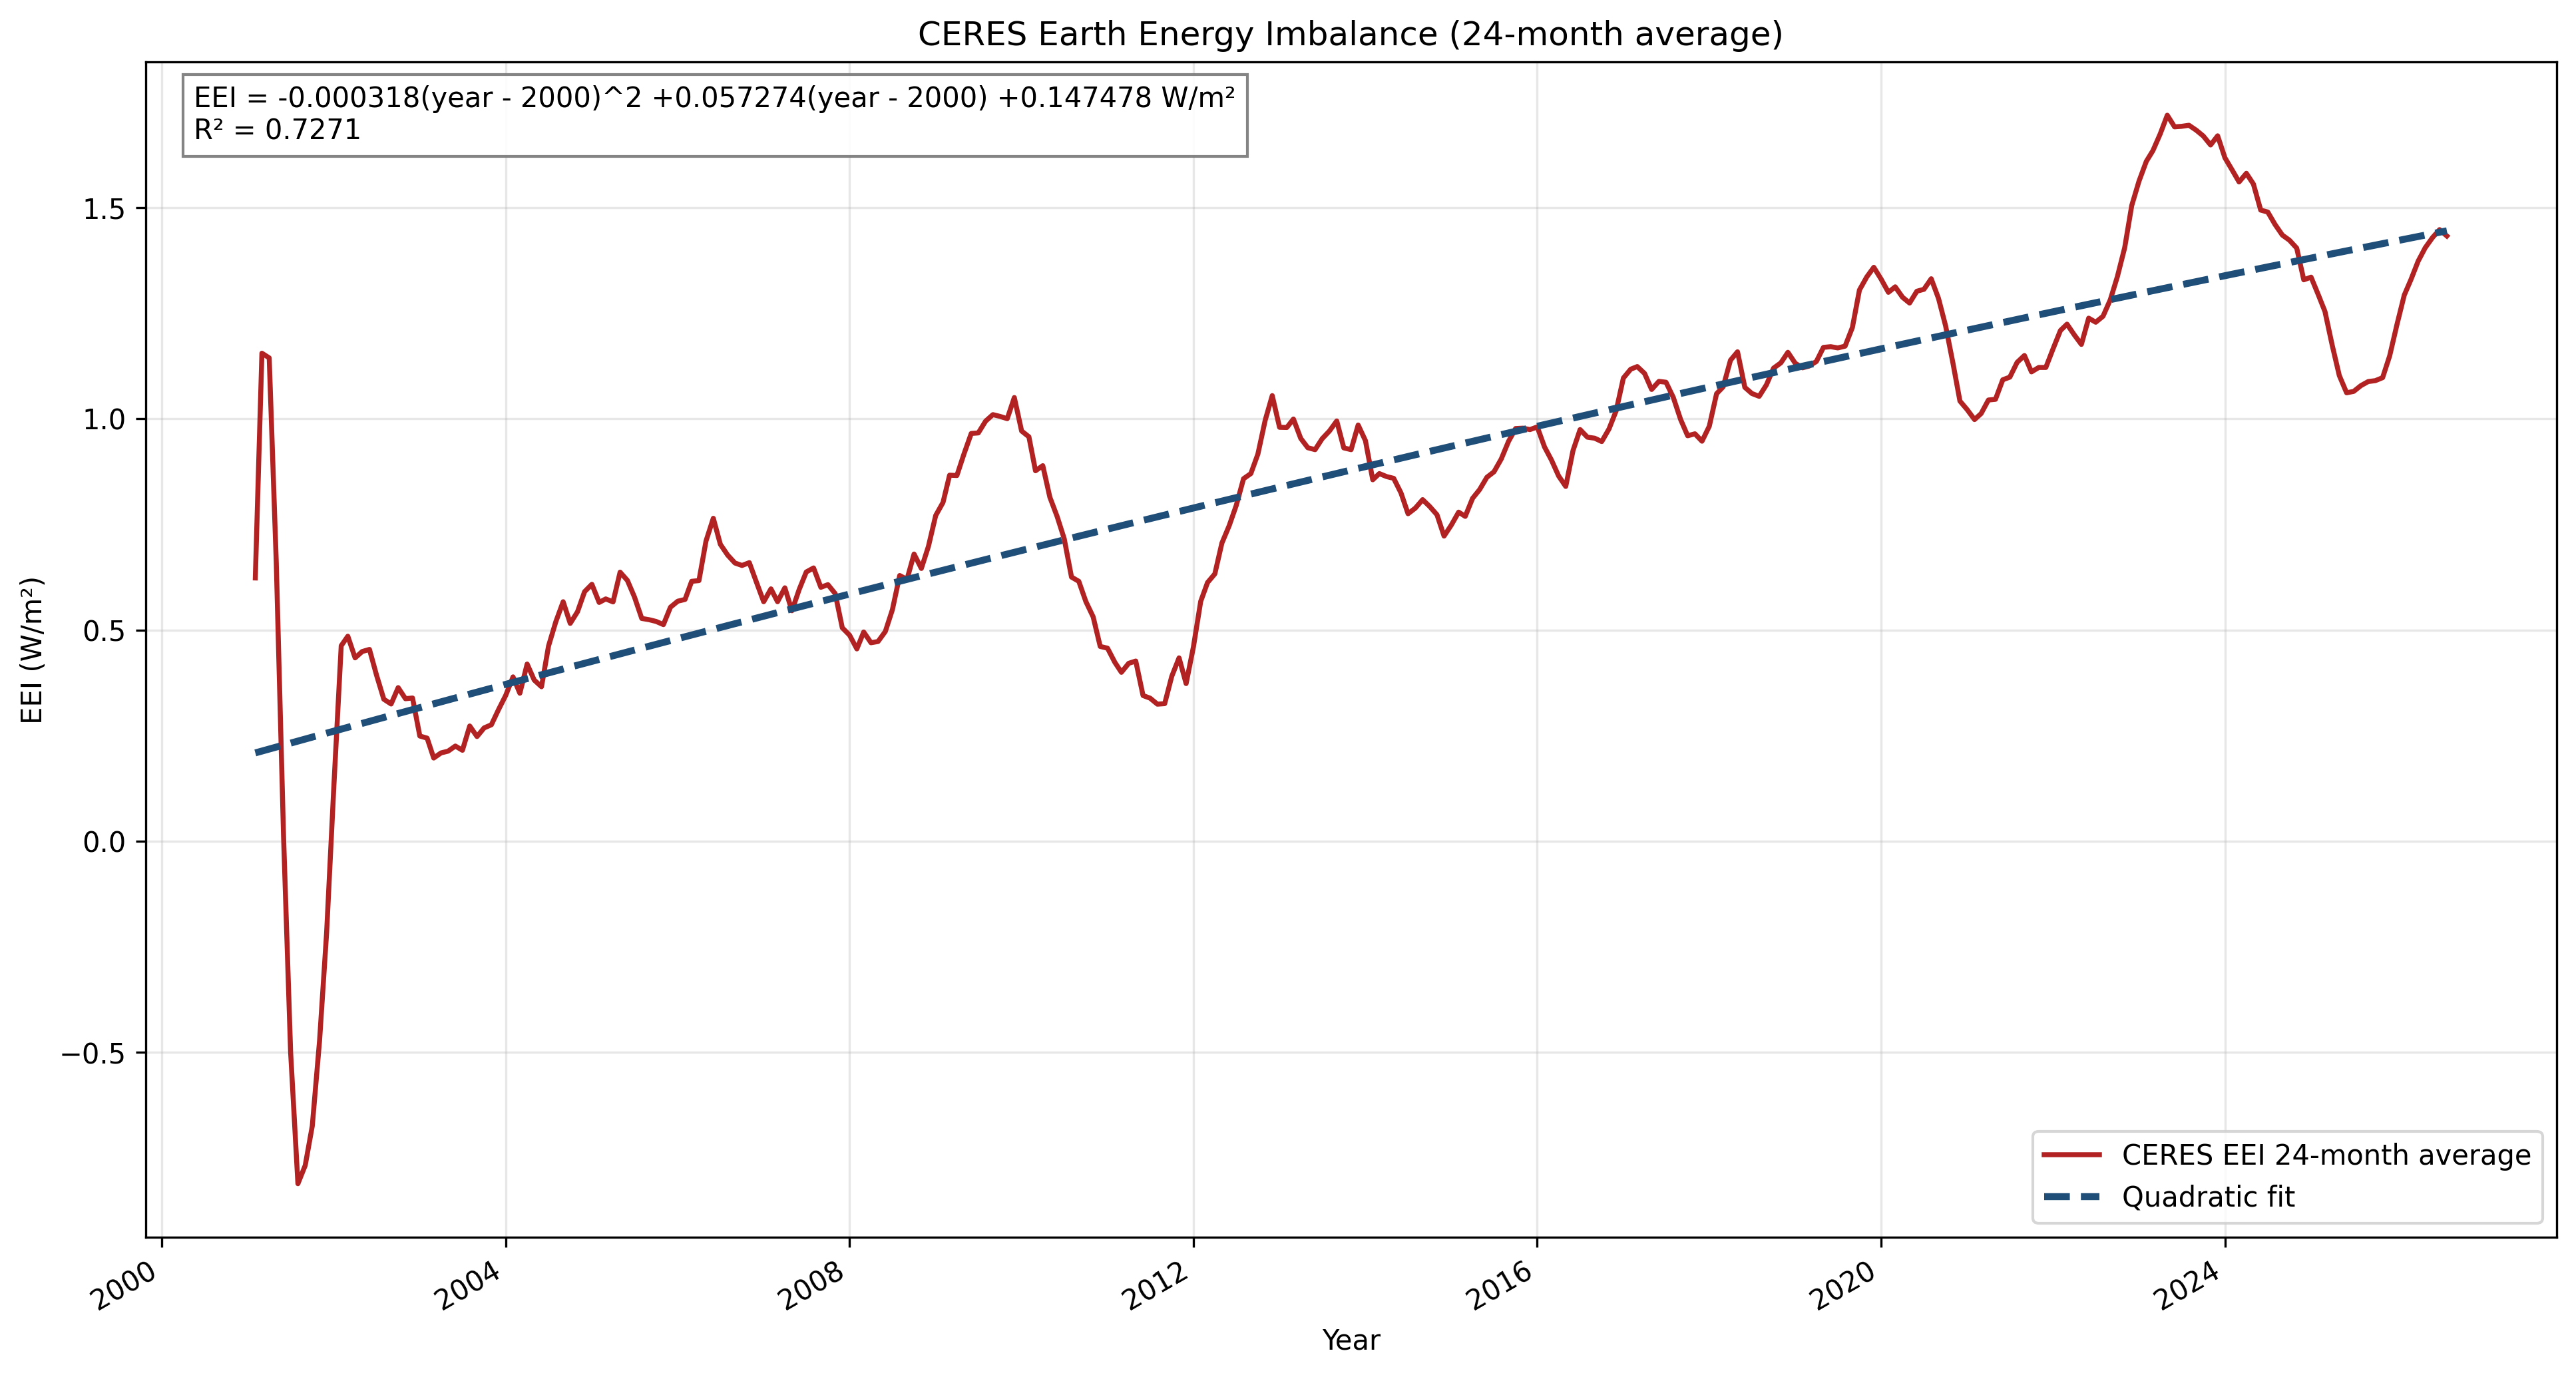 CERES Earth Energy Imbalance (24-month average)
EEI = -0.000318(year - 2000)^2 +0.057274(year - 2000) +0.147478 W/m²
R² = 0.7271
EEI (W/m²)
1.5
1.0
0.5
0.0
−0.5
CERES EEI 24-month average
Quadratic fit
2000
2004
2008
2012
2016
2020
2024
Year